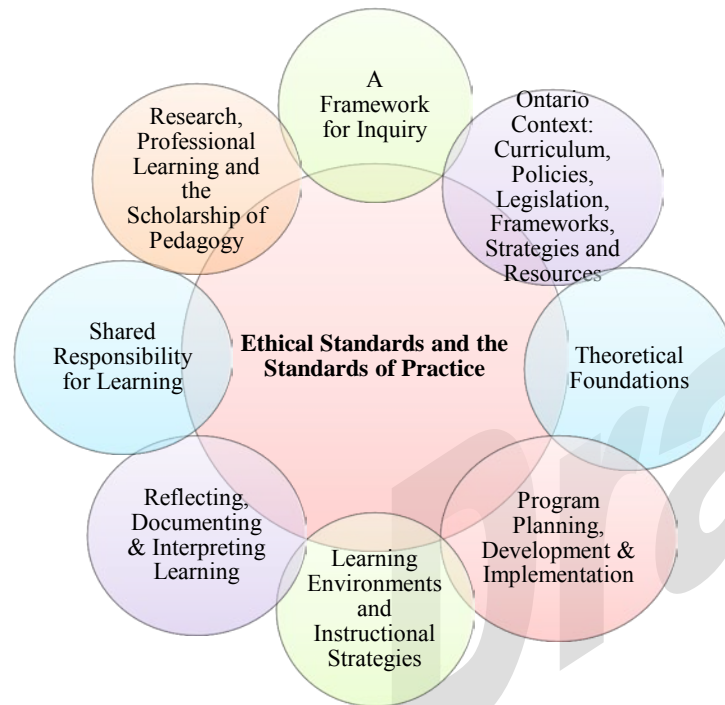 A
Framework
for Inquiry
Ontario
Context:
Curriculum,
Policies,
Legislation,
Frameworks,
Strategies and
Resources
Theoretical
Foundations
Program
Planning,
Development &
Implementation
Learning
Environments
and
Instructional
Strategies
Reflecting,
Documenting
& Interpreting
Learning
Shared
Responsibility
for Learning
Research,
Professional
Learning and
the
Scholarship of
Pedagogy
Ethical Standards and the
Standards of Practice